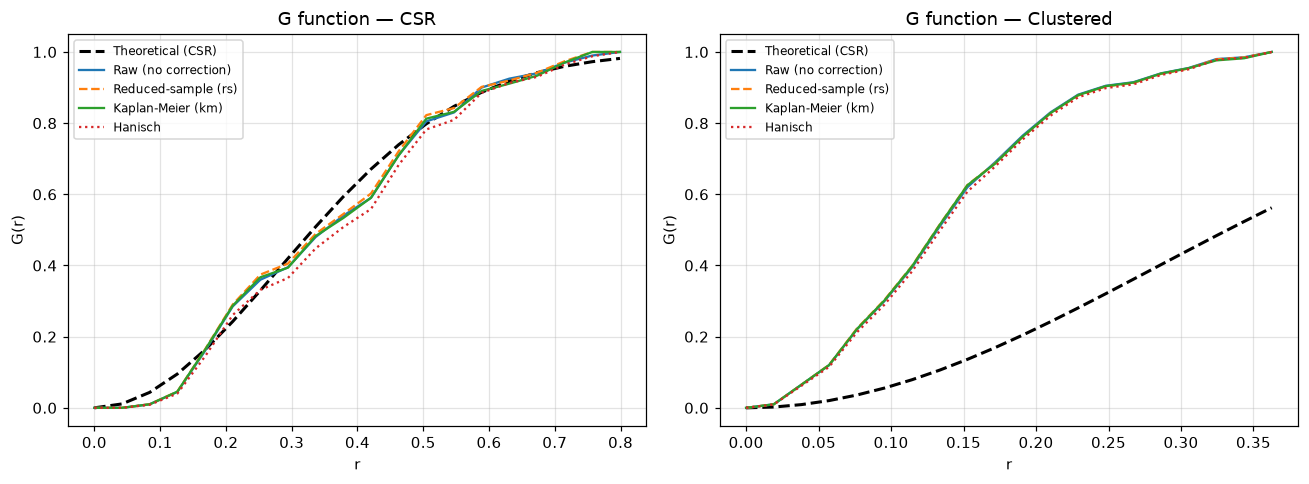 G function — CSR
G(r)
1.0
0.8
0.6
0.4
0.2
0.0
Theoretical (CSR)
Raw (no correction)
Reduced-sample (rs)
Kaplan-Meier (km)
Hanisch
0.0 0.1 0.2 0.3 0.4 0.5 0.6 0.7 0.8
r
G function — Clustered
G(r)
1.0
0.8
0.6
0.4
0.2
0.0
Theoretical (CSR)
Raw (no correction)
Reduced-sample (rs)
Kaplan-Meier (km)
Hanisch
0.00 0.05 0.10 0.15 0.20 0.25 0.30 0.35
r